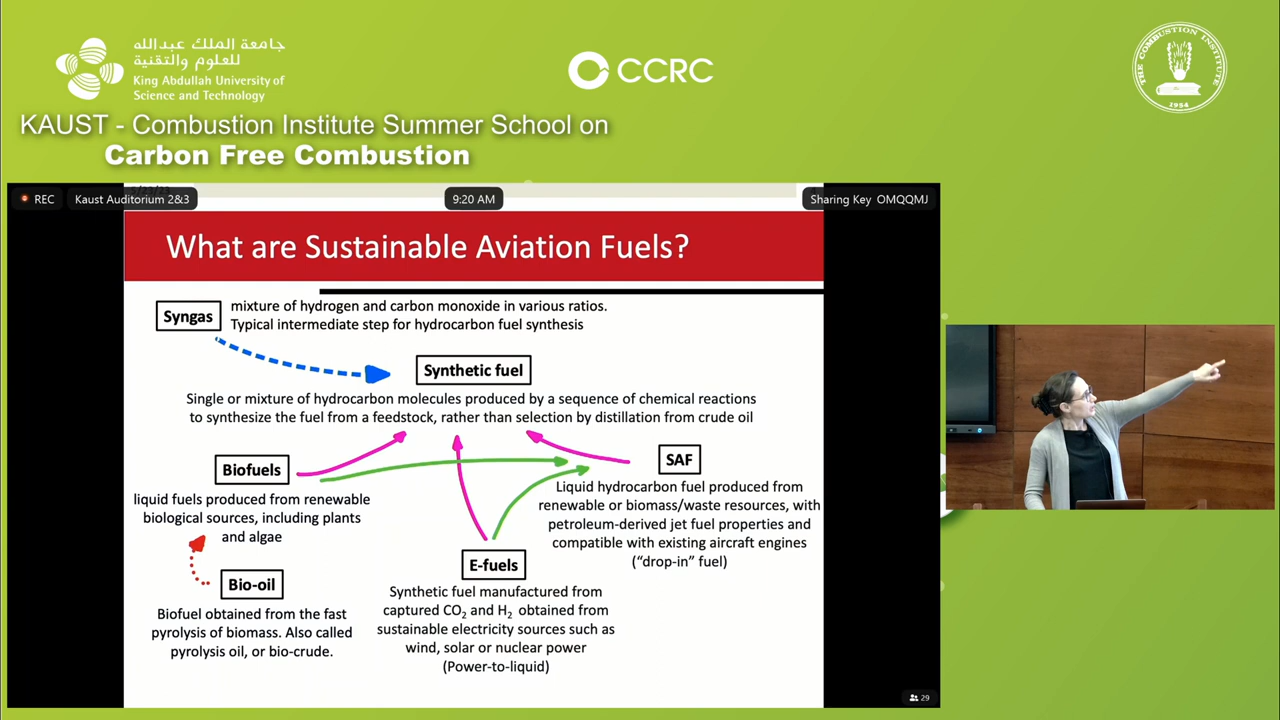 جامعة الملك عبدالله
للعلوم والتقنية
King Abdullah University of
Science and Technology
CCRC
THE COMBUSTION INSTITUTE
1954
KAUST - Combustion Institute Summer School on
Carbon Free Combustion
REC
Kaust Auditorium 2&3
9:20 AM
Sharing Key OMQQMJ
What are Sustainable Aviation Fuels?
Syngas
mixture of hydrogen and carbon monoxide in various ratios.
Typical intermediate step for hydrocarbon fuel synthesis
Synthetic fuel
Single or mixture of hydrocarbon molecules produced by a sequence of chemical reactions
to synthesize the fuel from a feedstock, rather than selection by distillation from crude oil
Biofuels
liquid fuels produced from renewable
biological sources, including plants
and algae
SAF
Liquid hydrocarbon fuel produced from
renewable or biomass/waste resources, with
petroleum-derived jet fuel properties and
compatible with existing aircraft engines
(“drop-in” fuel)
Bio-oil
Biofuel obtained from the fast
pyrolysis of biomass. Also called
pyrolysis oil, or bio-crude.
E-fuels
Synthetic fuel manufactured from
captured CO₂ and H₂ obtained from
sustainable electricity sources such as
wind, solar or nuclear power
(Power-to-liquid)
29